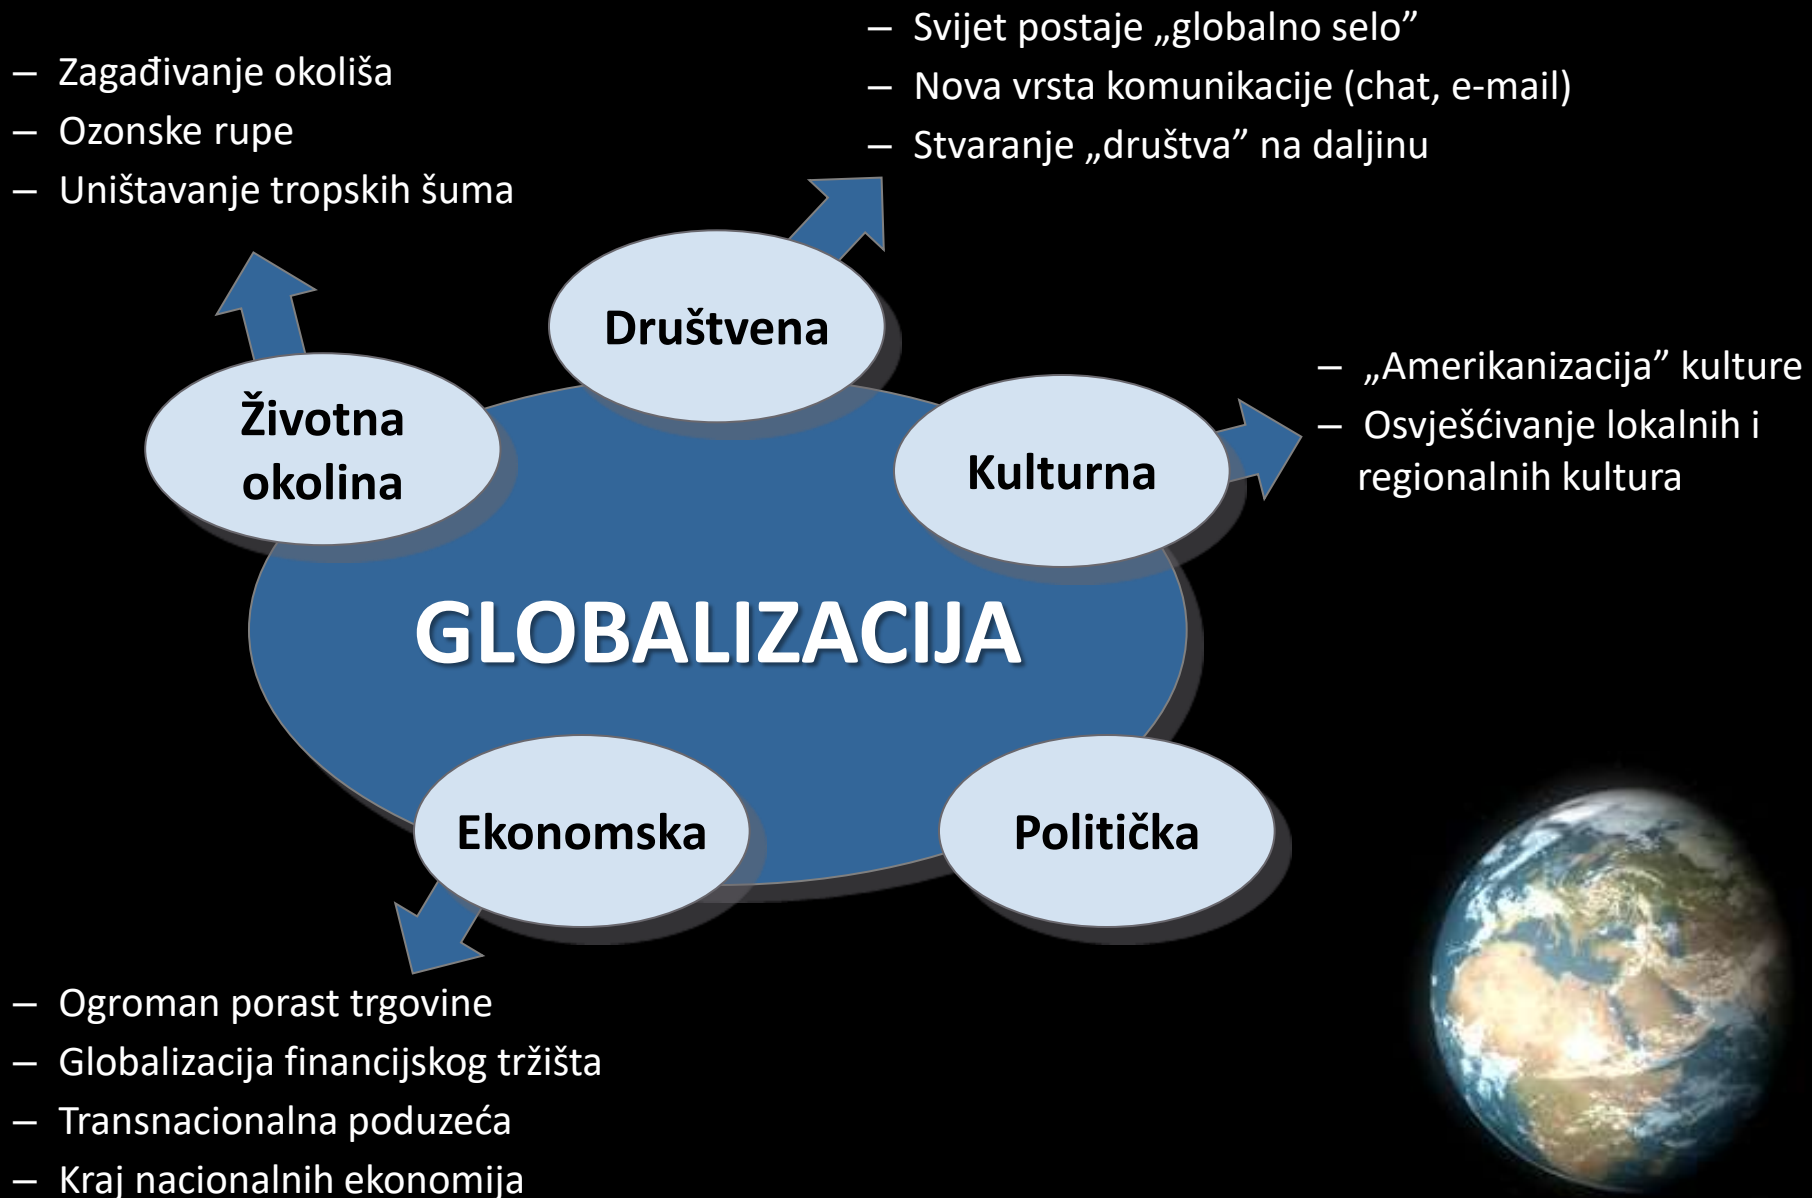 – Zagađivanje okoliša
– Ozonske rupe
– Uništavanje tropskih šuma
– Svijet postaje „globalno selo”
– Nova vrsta komunikacije (chat, e-mail)
– Stvaranje „društva” na daljinu
Društvena
Životna
okolina
Kulturna
– „Amerikanizacija” kulture
– Osvješćivanje lokalnih i
regionalnih kultura
GLOBALIZACIJA
Ekonomska
Politička
– Ogroman porast trgovine
– Globalizacija financijskog tržišta
– Transnacionalna poduzeća
– Kraj nacionalnih ekonomija